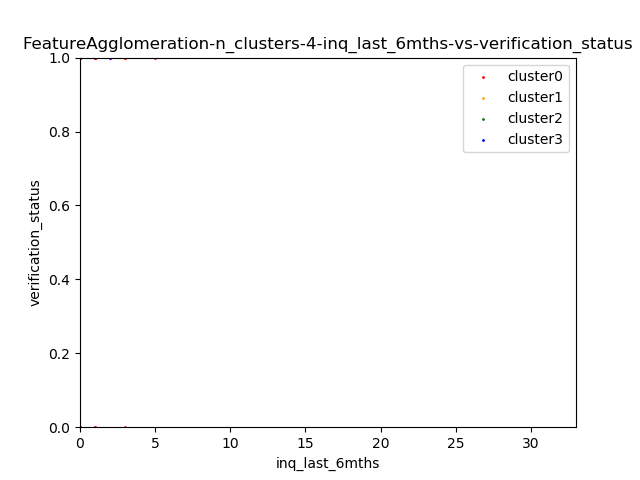 FeatureAgglomeration-n_clusters-4-inq_last_6mths-vs-verification_status
1.0
0.8
0.6
0.4
0.2
0.0
verification_status
cluster0
cluster1
cluster2
cluster3
0 5 10 15 20 25 30
inq_last_6mths